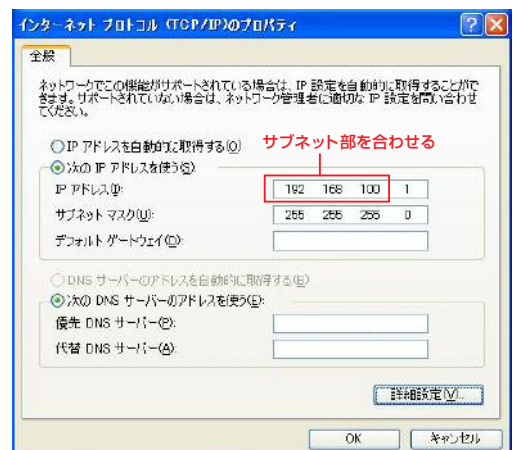 インターネット プロトコル (TCP/IP)のプロパティ
全般
ネットワークでこの機能がサポートされている場合は、IP 設定を自動的に取得することがで
きます。サポートされていない場合は、ネットワーク管理者に適切な IP 設定を問い合わせ
てください。
IP アドレスを自動的に取得する(O)
サブネット部を合わせる
次の IP アドレスを使う(S):
IP アドレス(I):
192 168 100 1
サブネット マスク(U):
255 255 255 0
デフォルト ゲートウェイ(D):
DNS サーバーのアドレスを自動的に取得する(B)
次の DNS サーバーのアドレスを使う(E):
優先 DNS サーバー(P):
代替 DNS サーバー(A):
詳細設定(V)...
OK
キャンセル